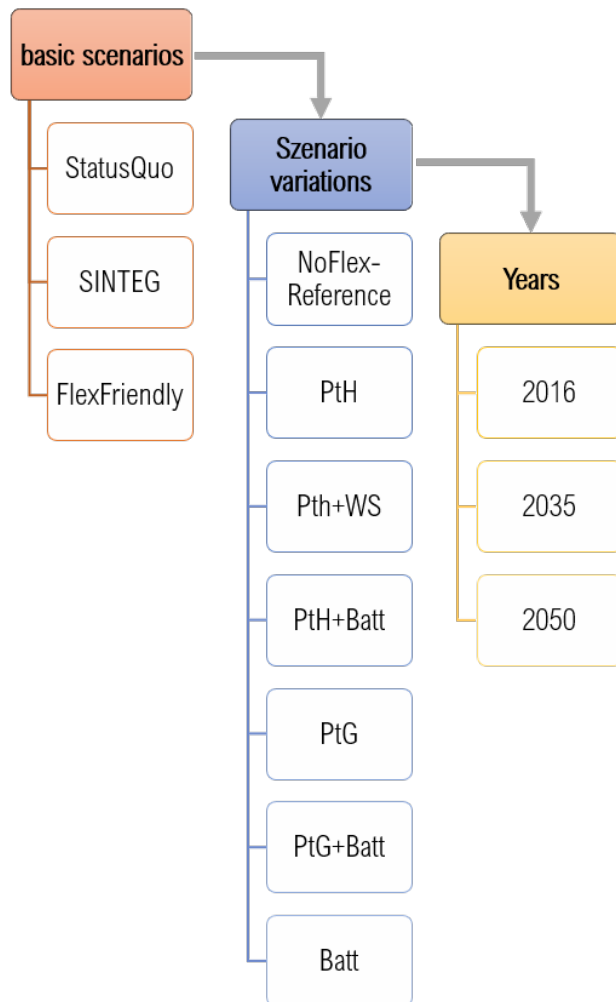 basic scenarios
StatusQuo
SINTEG
FlexFriendly
Szenario
variations
NoFlex-
Reference
PtH
Pth+WS
PtH+Batt
PtG
PtG+Batt
Batt
Years
2016
2035
2050